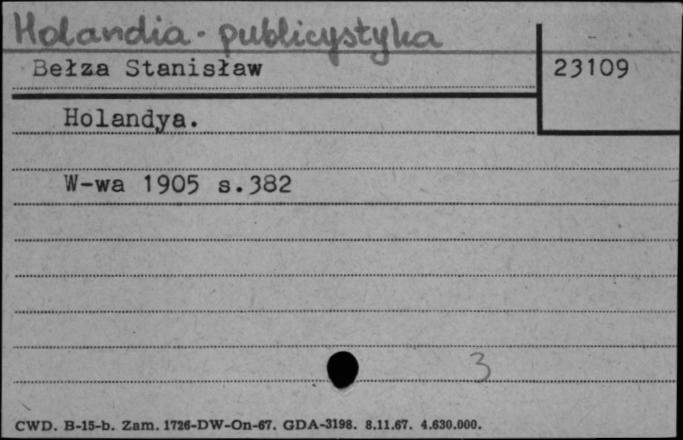 Holandia - publicystyka
Bełza Stanisław
23109
Holandya.
W-wa 1905 s.382
3
CWD. B-15-b. Zam. 1726-DW-On-67. GDA-3198. 8.11.67. 4.630.000.